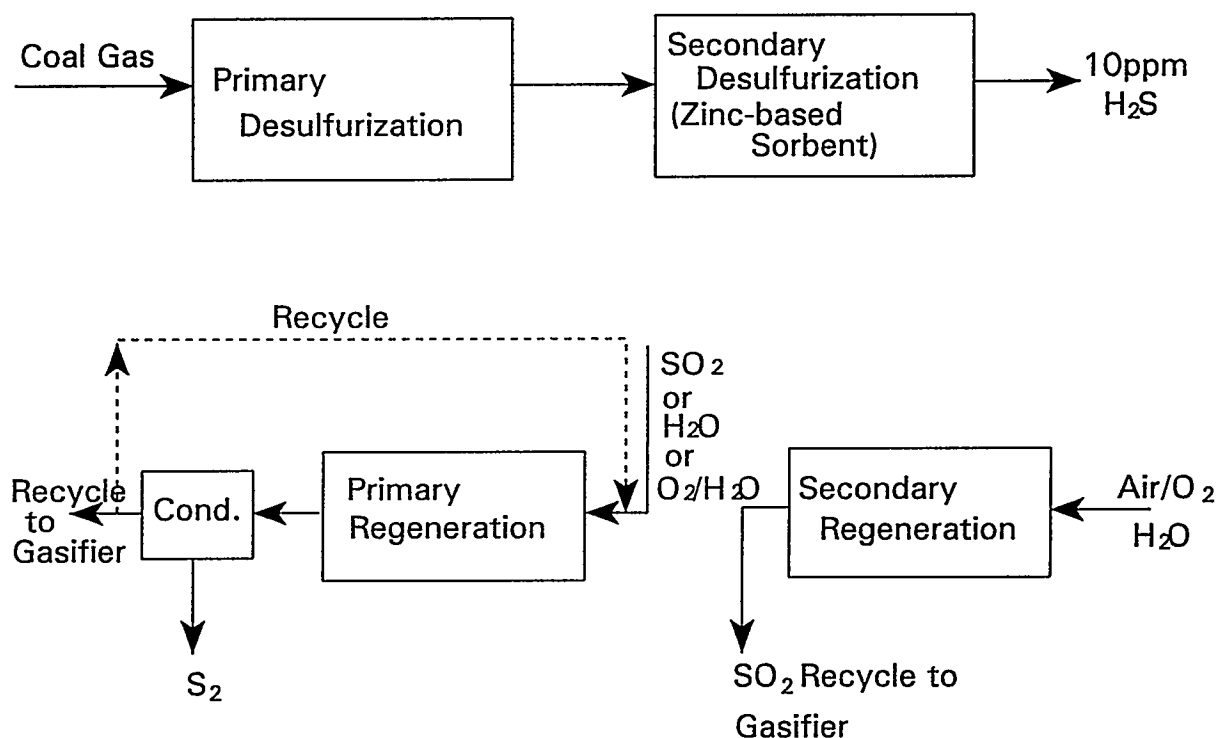 Coal Gas
Primary
Desulfurization
Secondary
Desulfurization
(Zinc-based
Sorbent)
10ppm
H₂S
Recycle
SO₂
or
H₂O
or
O₂/H₂O
Recycle
to
Gasifier
Cond.
Primary
Regeneration
Secondary
Regeneration
Air/O₂
H₂O
S₂
SO₂ Recycle to
Gasifier